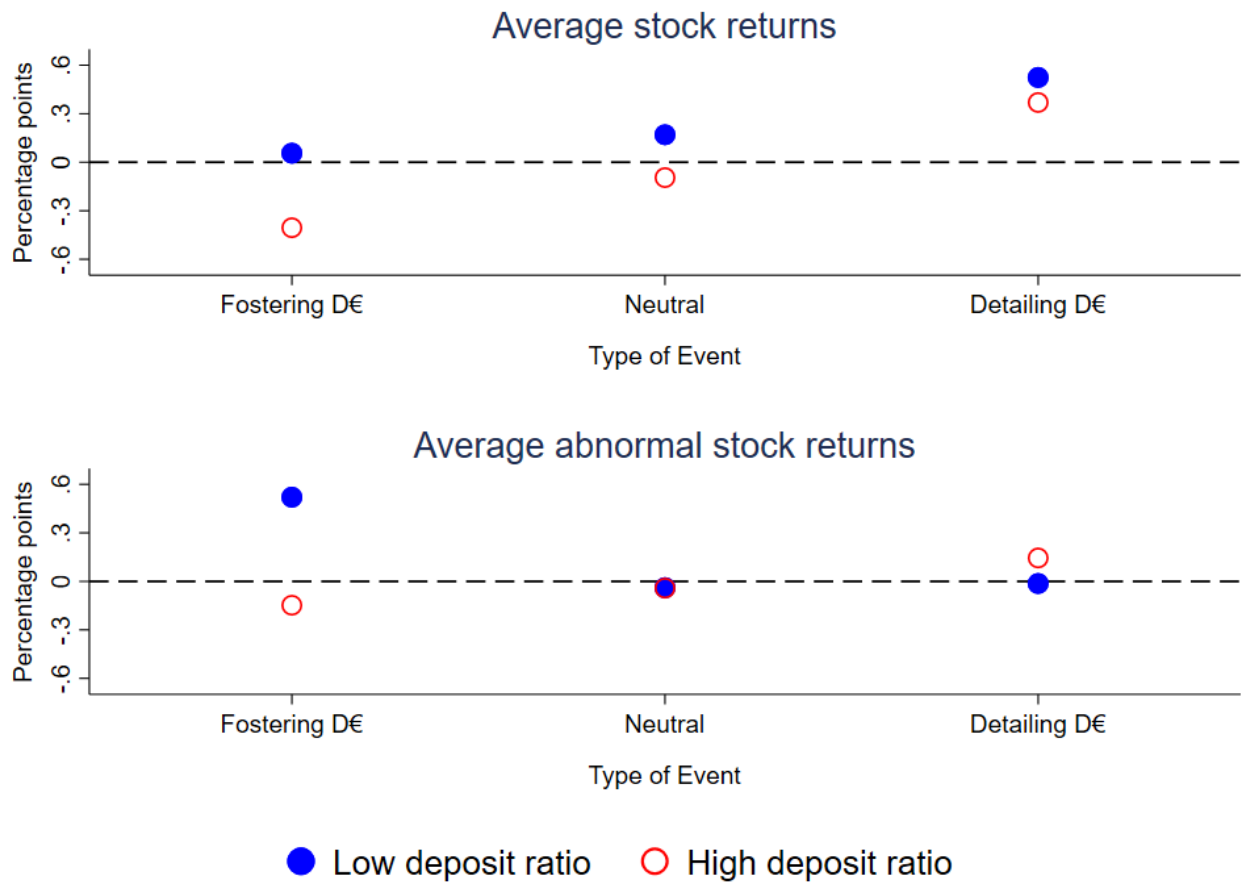 Average stock returns
Percentage points
.6
.3
0
-.3
-.6
Fostering D€
Neutral
Detailing D€
Type of Event
Average abnormal stock returns
Percentage points
.6
.3
0
-.3
-.6
Fostering D€
Neutral
Detailing D€
Type of Event
Low deposit ratio
High deposit ratio